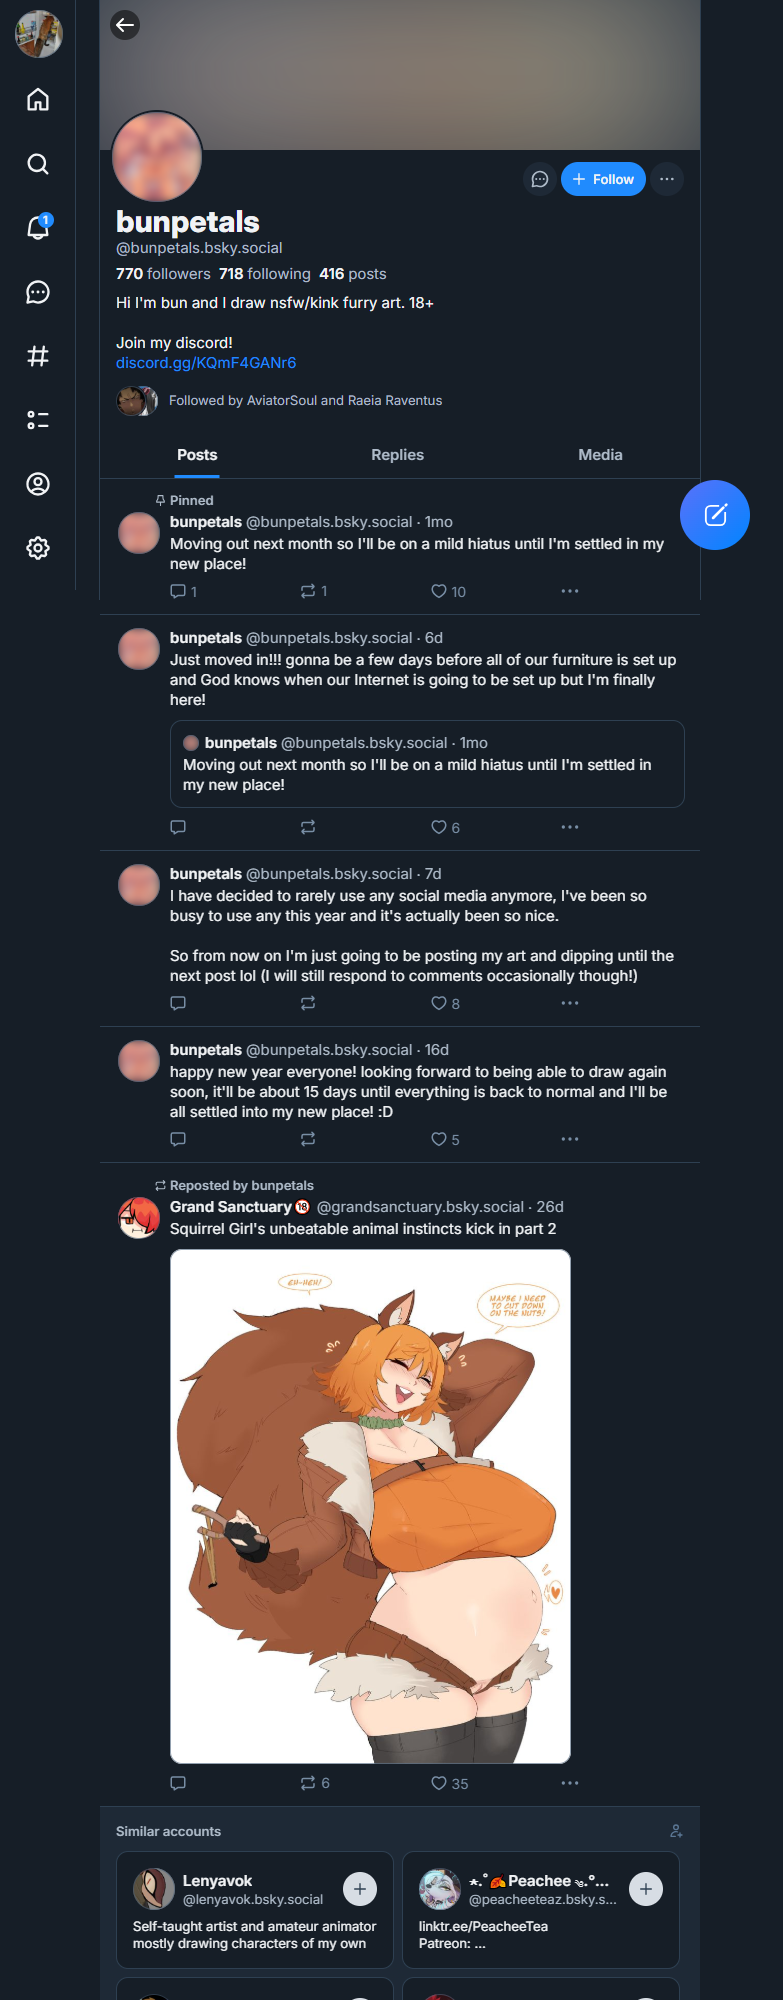 bunpetals
@bunpetals.bsky.social
770 followers 718 following 416 posts
Hi I'm bun and I draw nsfw/kink furry art. 18+
Join my discord!
discord.gg/KQmF4GANr6
Followed by AviatorSoul and Raeia Raventus
+ Follow
1
Posts Replies Media
Pinned
bunpetals @bunpetals.bsky.social · 1mo
Moving out next month so I'll be on a mild hiatus until I'm settled in my
new place!
1 1 10
bunpetals @bunpetals.bsky.social · 6d
Just moved in!!! gonna be a few days before all of our furniture is set up
and God knows when our Internet is going to be set up but I'm finally
here!
bunpetals @bunpetals.bsky.social · 1mo
Moving out next month so I'll be on a mild hiatus until I'm settled in
my new place!
6
bunpetals @bunpetals.bsky.social · 7d
I have decided to rarely use any social media anymore, I've been so
busy to use any this year and it's actually been so nice.
So from now on I'm just going to be posting my art and dipping until the
next post lol (I will still respond to comments occasionally though!)
8
bunpetals @bunpetals.bsky.social · 16d
happy new year everyone! looking forward to being able to draw again
soon, it'll be about 15 days until everything is back to normal and I'll be
all settled into my new place! :D
5
Reposted by bunpetals
Grand Sanctuary🔞 @grandsanctuary.bsky.social · 26d
Squirrel Girl's unbeatable animal instincts kick in part 2
EH-HEH!
MAYBE I NEED
TO CUT DOWN
ON THE NUTS!
6 35
Similar accounts
Lenyavok
@lenyavok.bsky.social
Self-taught artist and amateur animator
mostly drawing characters of my own
Peachee
@peacheeteaz.bsky.s...
linktr.ee/PeacheeTea
Patreon: ...